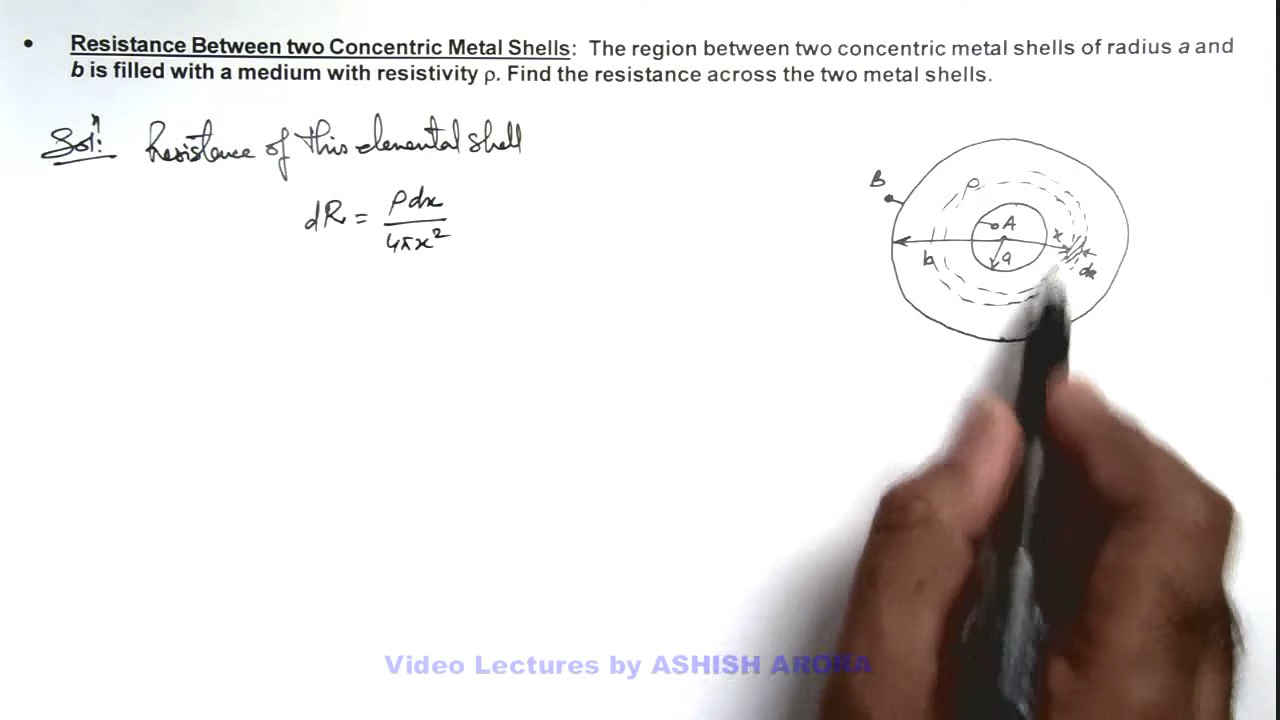 • Resistance Between two Concentric Metal Shells: The region between two concentric metal shells of radius a and
b is filled with a medium with resistivity ρ. Find the resistance across the two metal shells.
Solⁿ: Resistance of this elemental shell
dR = ρdx / 4πx²
B
ρ
A
x
b
a
dx
Video Lectures by ASHISH ARORA